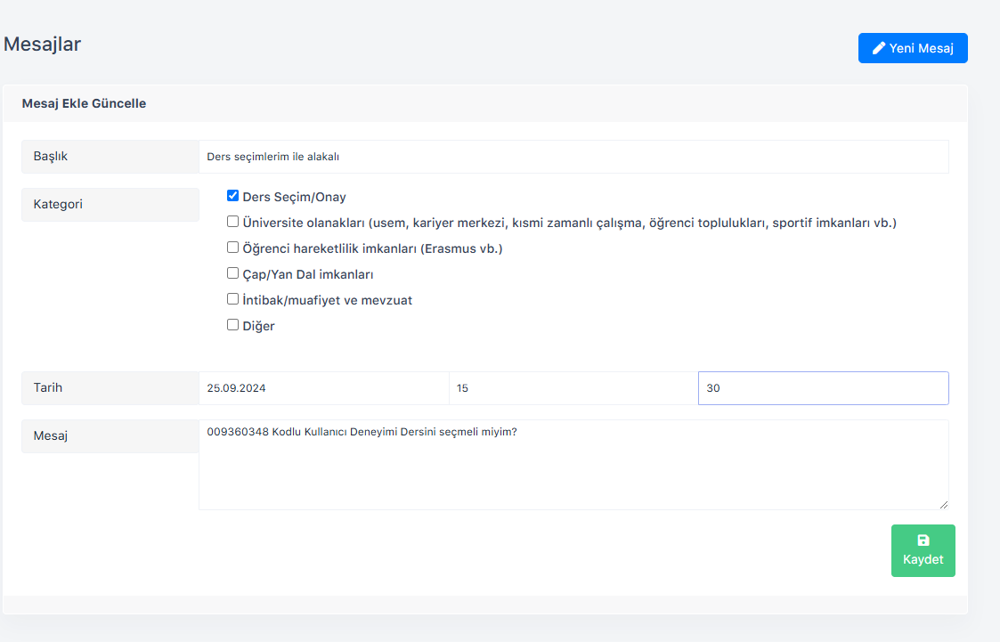 Mesajlar
Yeni Mesaj
Mesaj Ekle Güncelle
Başlık
Ders seçimlerim ile alakalı
Kategori
Ders Seçim/Onay
Üniversite olanakları (usem, kariyer merkezi, kısmi zamanlı çalışma, öğrenci toplulukları, sportif imkanları vb.)
Öğrenci hareketlilik imkanları (Erasmus vb.)
Çap/Yan Dal imkanları
İntibak/muafiyet ve mevzuat
Diğer
Tarih
25.09.2024
15
30
Mesaj
009360348 Kodlu Kullanıcı Deneyimi Dersini seçmeli miyim?
Kaydet